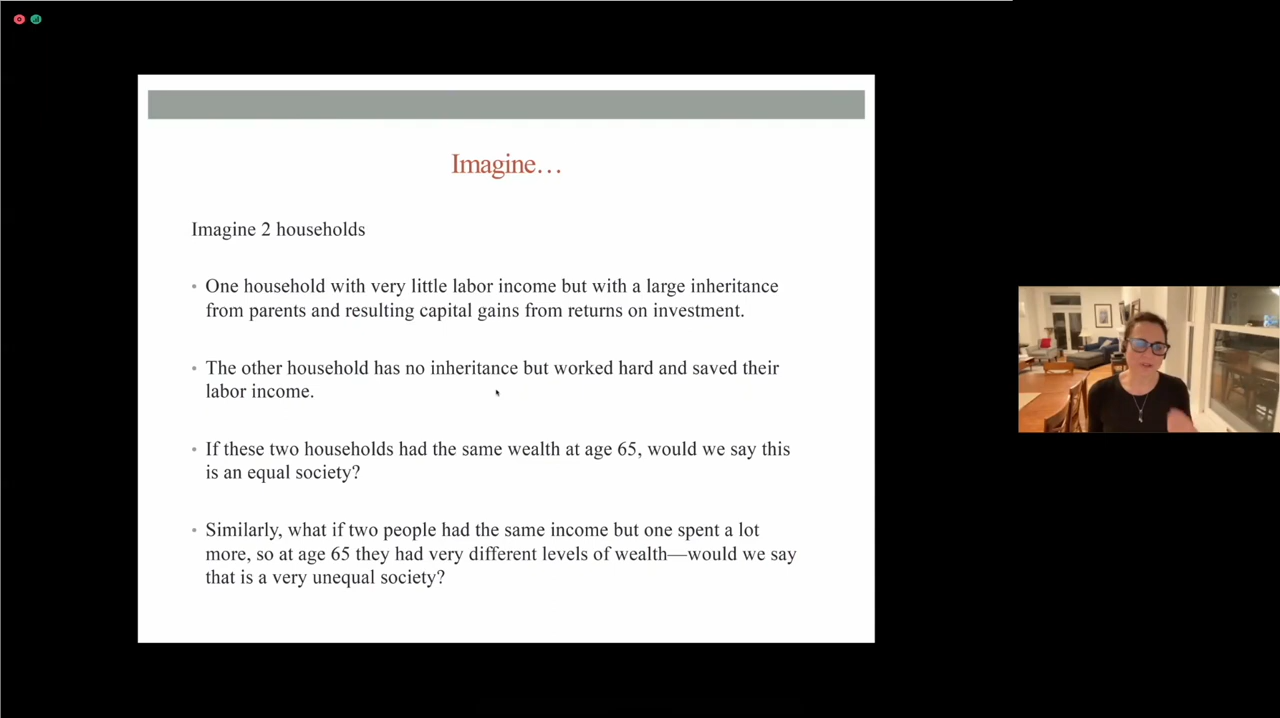 Imagine…
Imagine 2 households
• One household with very little labor income but with a large inheritance
from parents and resulting capital gains from returns on investment.
• The other household has no inheritance but worked hard and saved their
labor income.
• If these two households had the same wealth at age 65, would we say this
is an equal society?
• Similarly, what if two people had the same income but one spent a lot
more, so at age 65 they had very different levels of wealth—would we say
that is a very unequal society?